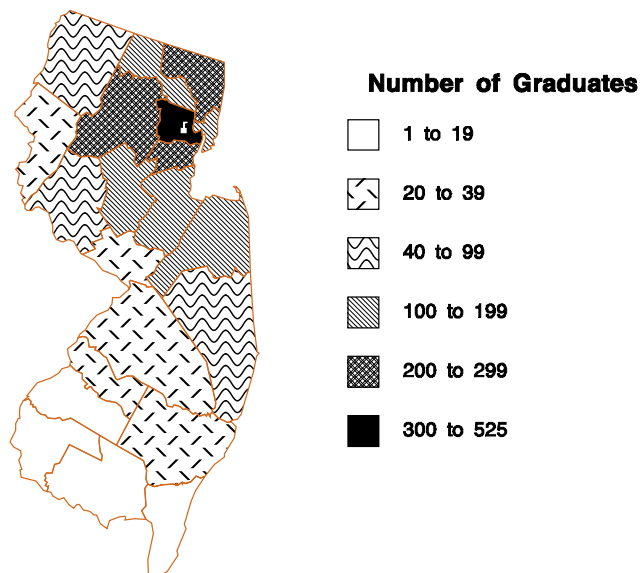 Number of Graduates
1 to 19
20 to 39
40 to 99
100 to 199
200 to 299
300 to 525